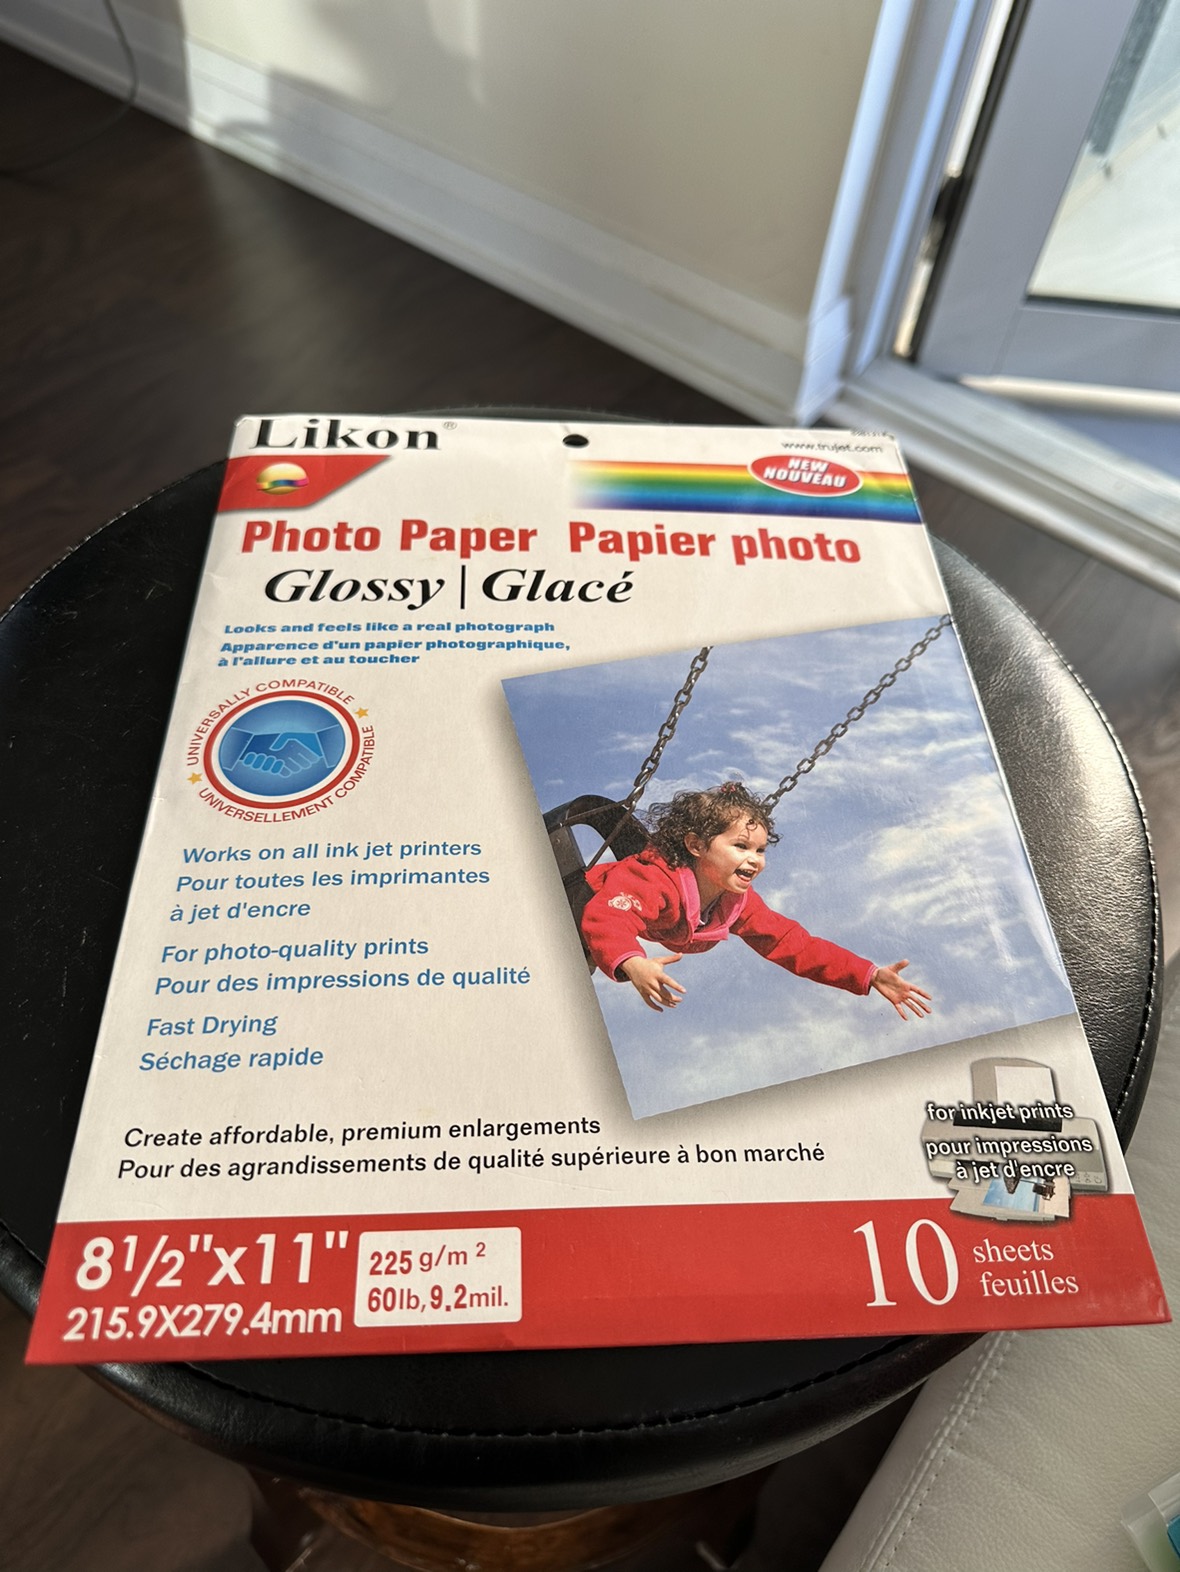 Likon®
www.trujet.com
NEW
NOUVEAU
Photo Paper Papier photo
Glossy | Glacé
Looks and feels like a real photograph
Apparence d'un papier photographique,
à l'allure et au toucher
UNIVERSALLY COMPATIBLE
UNIVERSELLEMENT COMPATIBLE
Works on all ink jet printers
Pour toutes les imprimantes
à jet d'encre
For photo-quality prints
Pour des impressions de qualité
Fast Drying
Séchage rapide
for inkjet prints
pour impressions
à jet d'encre
Create affordable, premium enlargements
Pour des agrandissements de qualité supérieure à bon marché
8½"x11"
215.9X279.4mm
225 g/m²
60lb,9.2mil.
10 sheets
feuilles